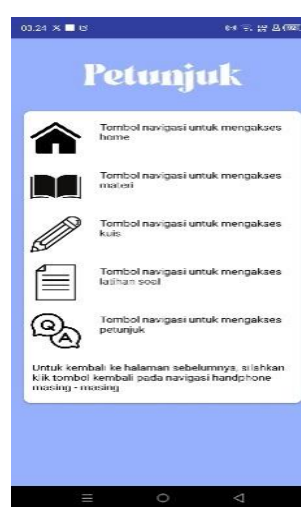 03.24
Petunjuk
Tombol navigasi untuk mengakses
home
Tombol navigasi untuk mengakses
materi
Tombol navigasi untuk mengakses
kuis
Tombol navigasi untuk mengakses
latihan soal
Q
A
Tombol navigasi untuk mengakses
petunjuk
Untuk kembali ke halaman sebelumnya, silahkan
klik tombol kembali pada navigasi handphone
masing - masing